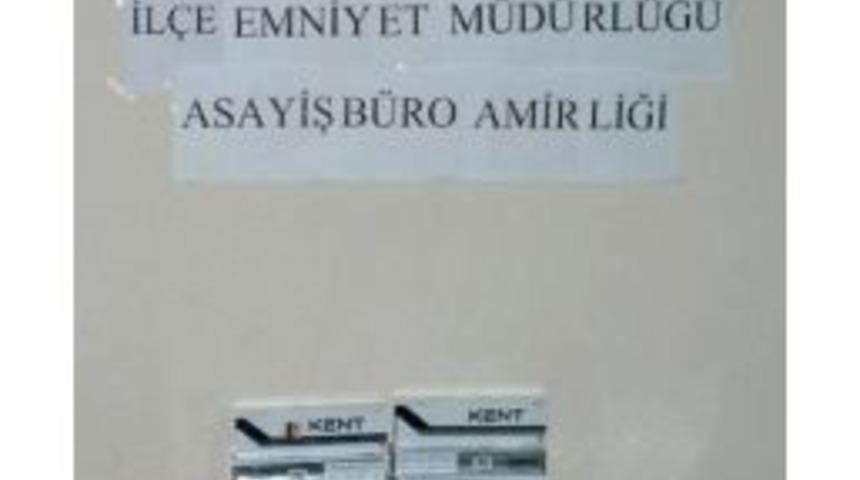 İLÇE EMNİYET MÜDÜRLÜĞÜ
ASAYİŞ BÜRO AMİRLİĞİ
KENT KENT